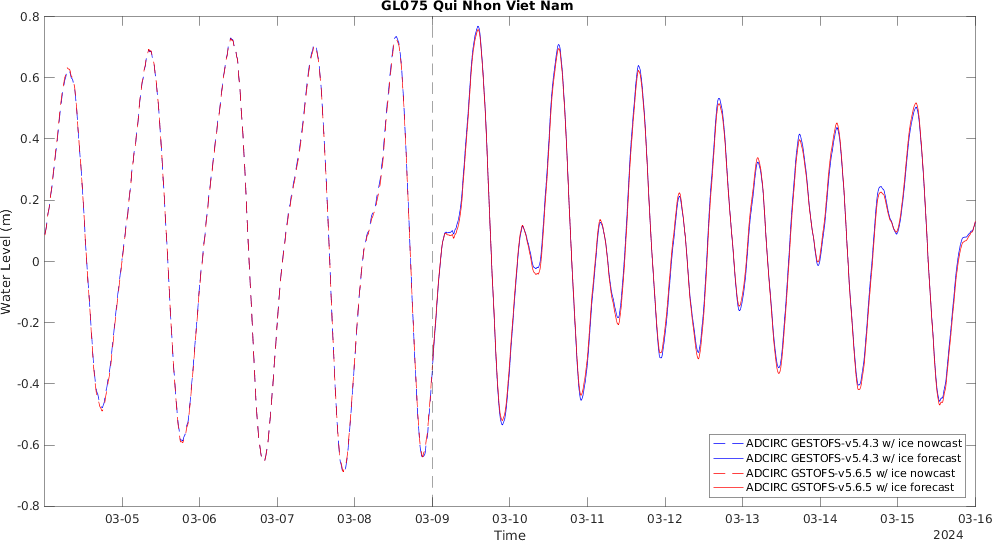 GL075 Qui Nhon Viet Nam
Water Level (m)
0.8
0.6
0.4
0.2
0
-0.2
-0.4
-0.6
-0.8
ADCIRC GESTOFS-v5.4.3 w/ ice nowcast
ADCIRC GESTOFS-v5.4.3 w/ ice forecast
ADCIRC GSTOFS-v5.6.5 w/ ice nowcast
ADCIRC GSTOFS-v5.6.5 w/ ice forecast
03-05 03-06 03-07 03-08 03-09 03-10 03-11 03-12 03-13 03-14 03-15 03-16
Time
2024